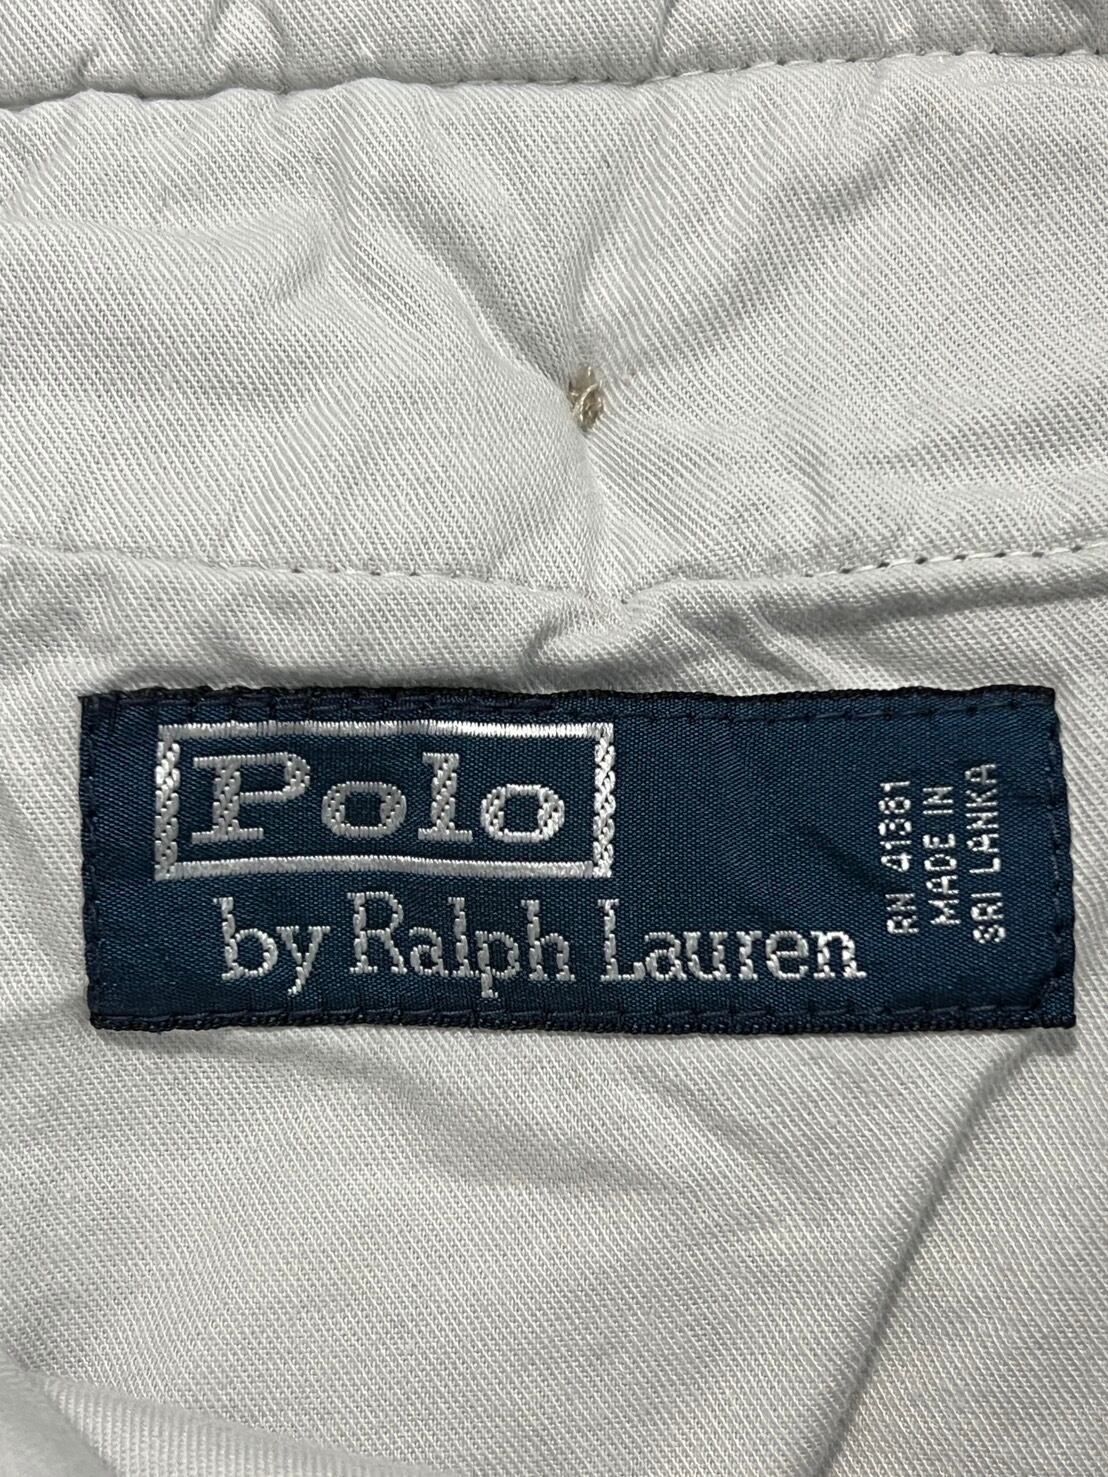 Polo
by Ralph Lauren
RN 41381
MADE IN
SRI LANKA